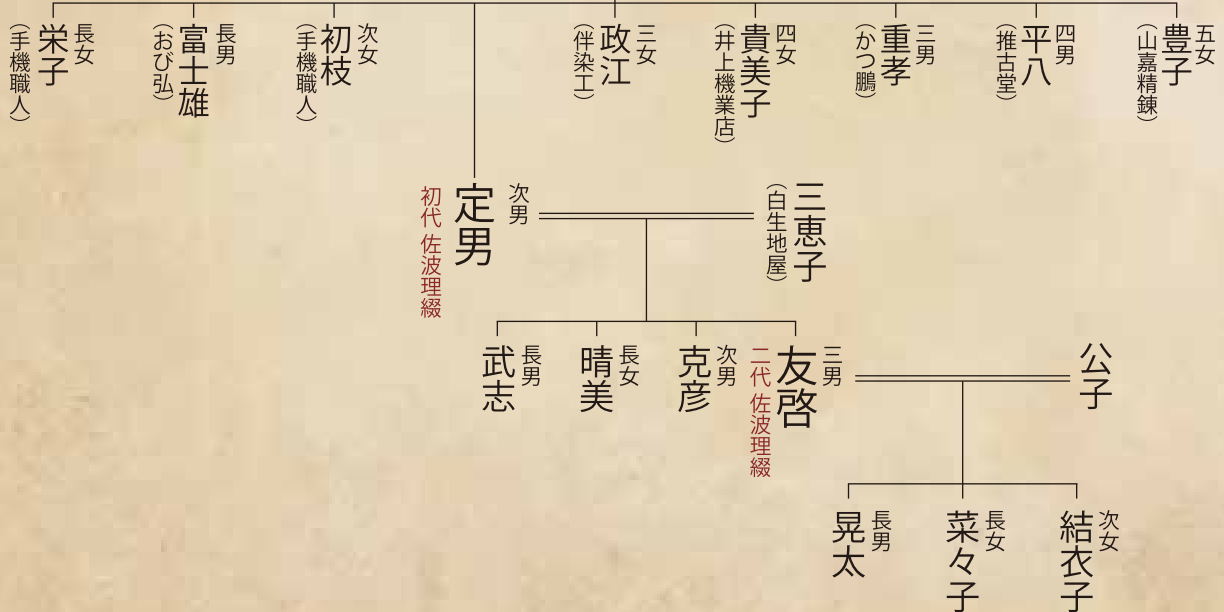 長女
栄子
（手機職人）
長男
富士雄
（おび弘）
次女
初枝
（手機職人）
三女
政江
（伴染工）
四女
貴美子
（井上機業店）
三男
重孝
（かつ鵬）
四男
平八
（推古堂）
五女
豊子
（山嘉精錬）
次男
定男
初代 佐波理綴
三恵子
（白生地屋）
長男
武志
長女
晴美
次男
克彦
三男
友啓
二代 佐波理綴
公子
長男
晃太
長女
菜々子
次女
結衣子